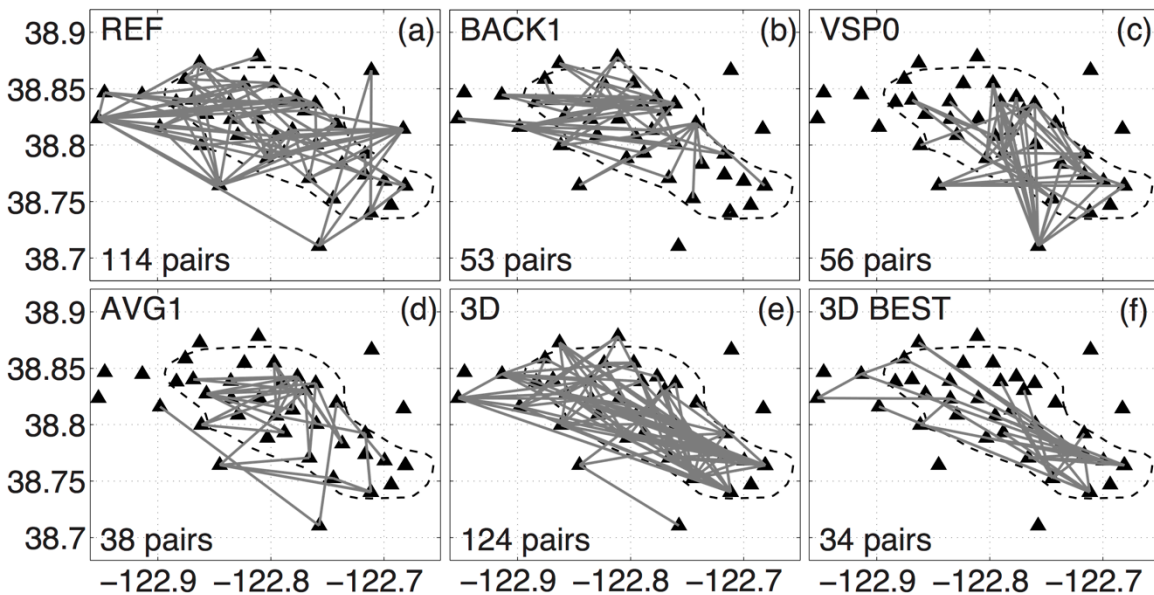 REF (a)
BACK1 (b)
VSP0 (c)
38.9
38.85
38.8
38.75
38.7
114 pairs
53 pairs
56 pairs
AVG1 (d)
3D (e)
3D BEST (f)
38.9
38.85
38.8
38.75
38.7
38 pairs
124 pairs
34 pairs
−122.9 −122.8 −122.7
−122.9 −122.8 −122.7
−122.9 −122.8 −122.7